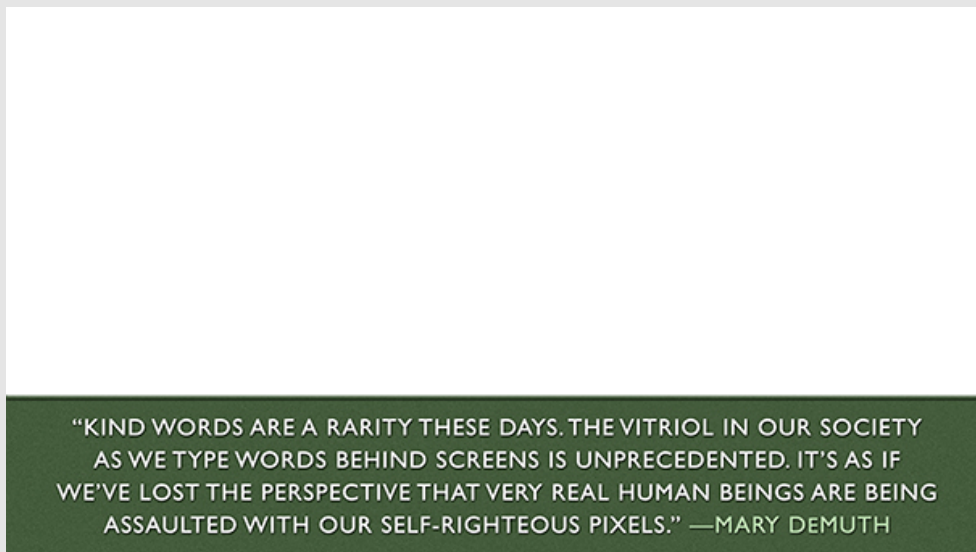 “KIND WORDS ARE A RARITY THESE DAYS. THE VITRIOL IN OUR SOCIETY
AS WE TYPE WORDS BEHIND SCREENS IS UNPRECEDENTED. IT’S AS IF
WE’VE LOST THE PERSPECTIVE THAT VERY REAL HUMAN BEINGS ARE BEING
ASSAULTED WITH OUR SELF-RIGHTEOUS PIXELS.” —MARY DeMUTH